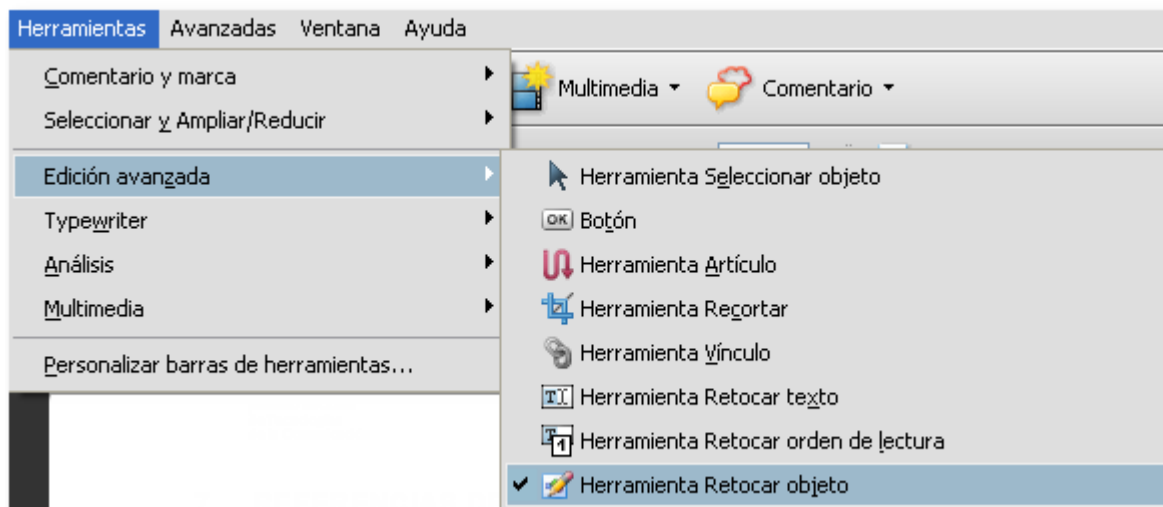 Herramientas Avanzadas Ventana Ayuda
Comentario y marca
Seleccionar y Ampliar/Reducir
Edición avanzada
Typewriter
Análisis
Multimedia
Personalizar barras de herramientas...
Multimedia Comentario
Herramienta Seleccionar objeto
OK Botón
Herramienta Artículo
Herramienta Recortar
Herramienta Vínculo
Herramienta Retocar texto
Herramienta Retocar orden de lectura
Herramienta Retocar objeto